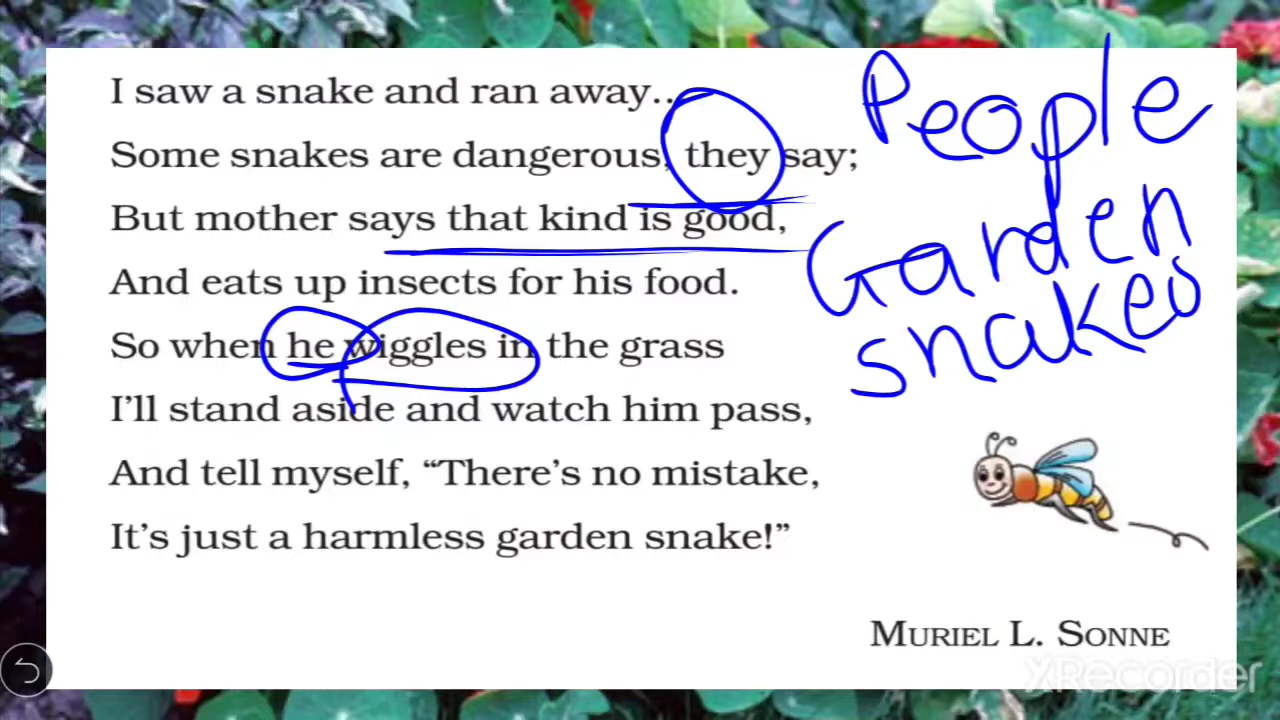 I saw a snake and ran away...
Some snakes are dangerous, they say;
But mother says that kind is good,
And eats up insects for his food.
So when he wiggles in the grass
I'll stand aside and watch him pass,
And tell myself, “There's no mistake,
It's just a harmless garden snake!”
MURIEL L. SONNE
People
Garden
snakes
XRecorder